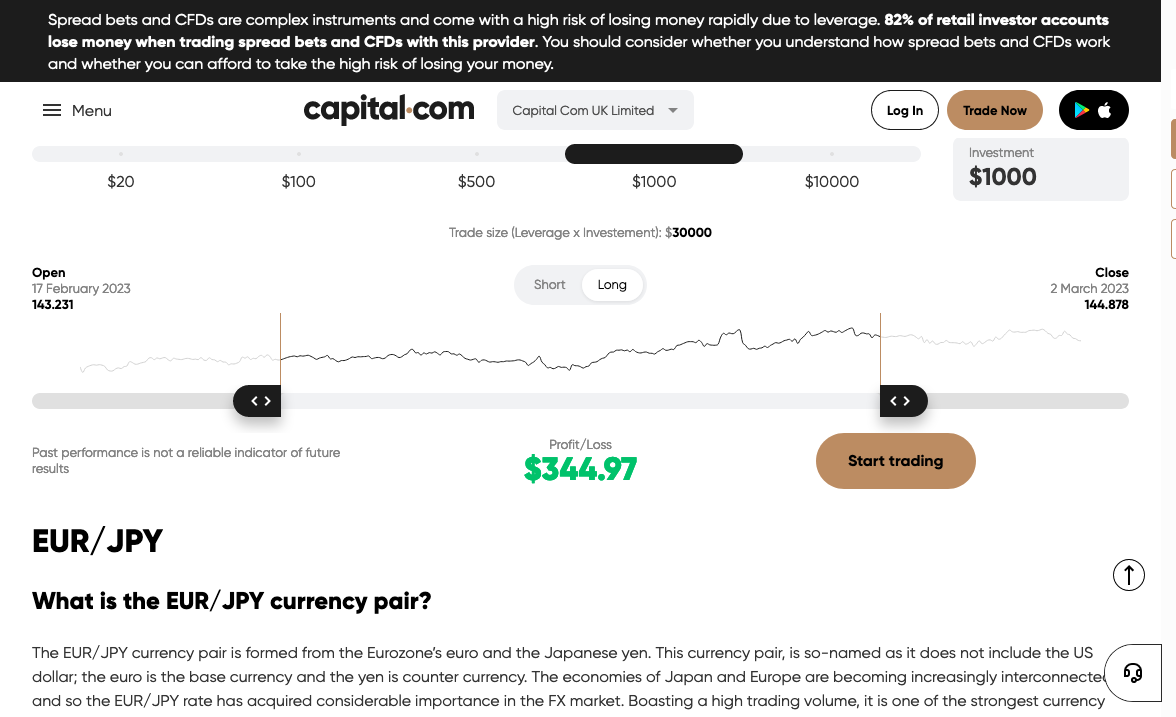 Spread bets and CFDs are complex instruments and come with a high risk of losing money rapidly due to leverage. 82% of retail investor accounts
lose money when trading spread bets and CFDs with this provider. You should consider whether you understand how spread bets and CFDs work
and whether you can afford to take the high risk of losing your money.
Menu
capital.com
Capital Com UK Limited
Log In
Trade Now
$20
$100
$500
$1000
$10000
Investment
$1000
Trade size (Leverage x Investement): $30000
Open
17 February 2023
143.231
Short
Long
Close
2 March 2023
144.878
Past performance is not a reliable indicator of future
results
Profit/Loss
$344.97
Start trading
EUR/JPY
What is the EUR/JPY currency pair?
The EUR/JPY currency pair is formed from the Eurozone's euro and the Japanese yen. This currency pair, is so-named as it does not include the US
dollar; the euro is the base currency and the yen is counter currency. The economies of Japan and Europe are becoming increasingly interconnected
and so the EUR/JPY rate has acquired considerable importance in the FX market. Boasting a high trading volume, it is one of the strongest currency